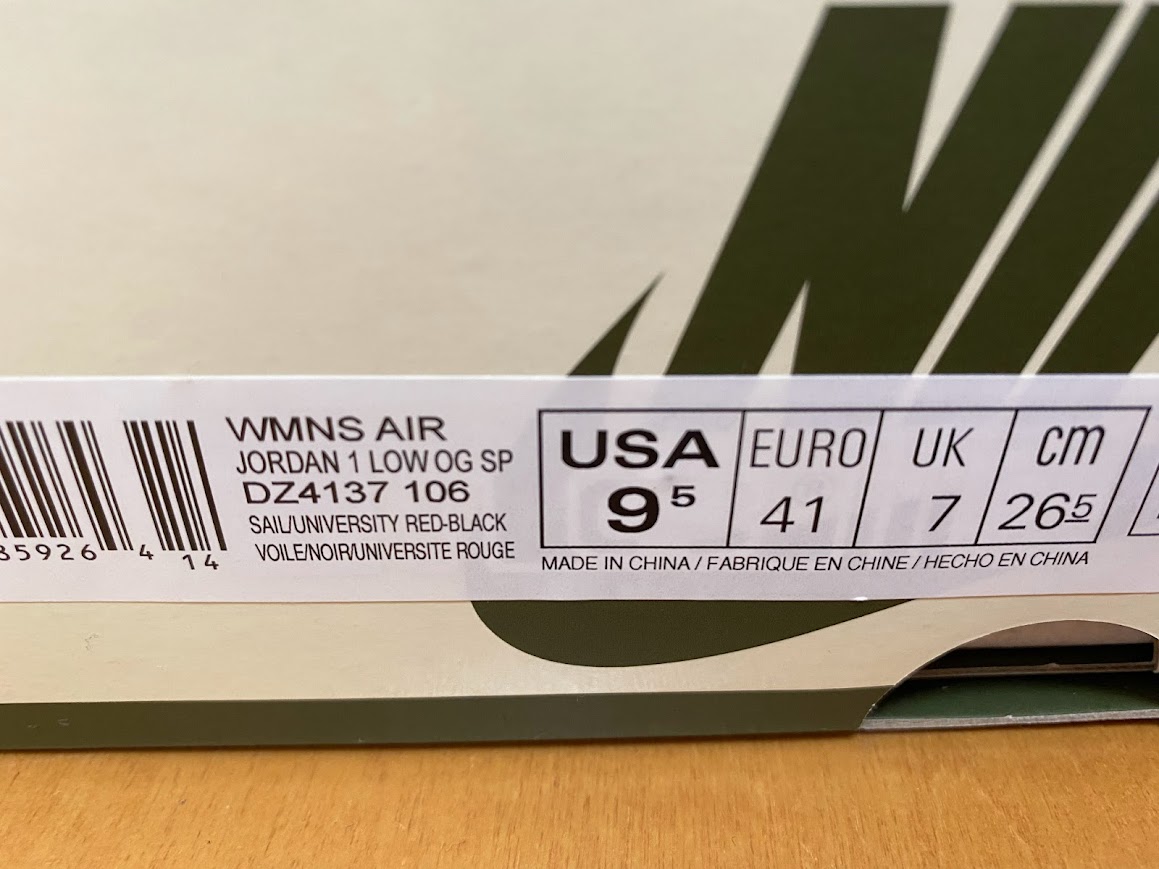 WMNS AIR
JORDAN 1 LOW OG SP
DZ4137 106
SAIL/UNIVERSITY RED-BLACK
VOILE/NOIR/UNIVERSITE ROUGE
USA EURO UK cm
9⁵ 41 7 26⁵
MADE IN CHINA / FABRIQUE EN CHINE / HECHO EN CHINA
5926 4 14